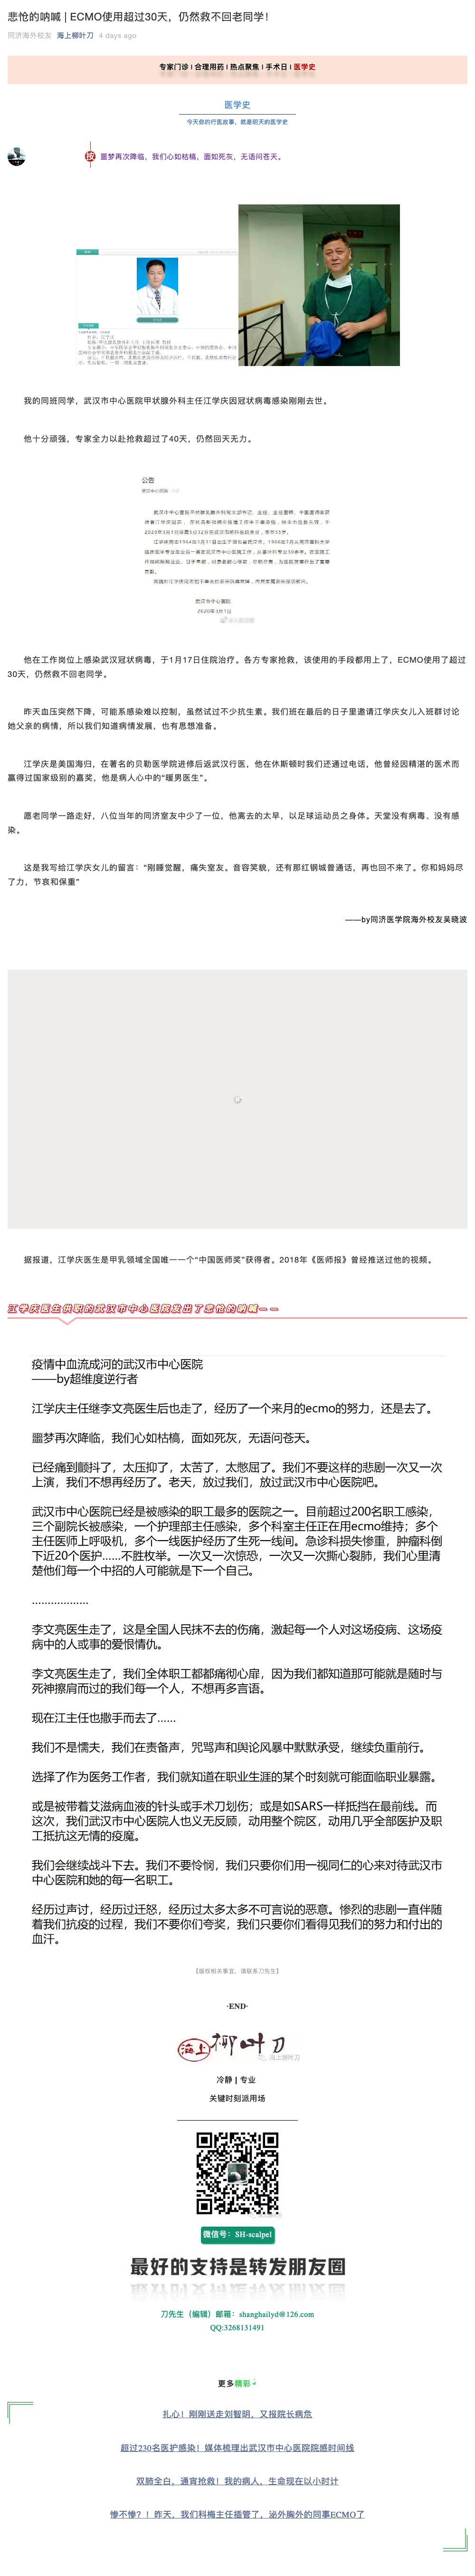 悲怆的呐喊 | ECMO使用超过30天，仍然救不回老同学！
同济海外校友 海上柳叶刀 4 days ago
专家门诊 | 合理用药 | 热点聚焦 | 手术日 | 医学史
医学史
今天你的行医故事，就是明天的医学史
按
噩梦再次降临，我们心如枯槁，面如死灰，无语问苍天。
我的同班同学，武汉市中心医院甲状腺外科主任江学庆因冠状病毒感染刚刚去世。
他十分顽强，专家全力以赴抢救超过了40天，仍然回天无力。
公告
武汉中心医院
武汉市中心医院
2020年3月1日
他在工作岗位上感染武汉冠状病毒，于1月17日住院治疗。各方专家抢救，该使用的手段都用上了，ECMO使用了超过
30天，仍然救不回老同学。
昨天血压突然下降，可能系感染难以控制，虽然试过不少抗生素。我们班在最后的日子里邀请江学庆女儿入班群讨论
她父亲的病情，所以我们知道病情发展，也有思想准备。
江学庆是美国海归，在著名的贝勒医学院进修后返武汉行医，他在休斯顿时我们还通过电话，他曾经因精湛的医术而
赢得过国家级别的嘉奖，他是病人心中的“暖男医生”。
愿老同学一路走好，八位当年的同济室友中少了一位，他离去的太早，以足球运动员之身体。天堂没有病毒、没有感
染。
这是我写给江学庆女儿的留言：“刚睡觉醒，痛失室友。音容笑貌，还有那红钢城普通话，再也回不来了。你和妈妈尽
了力，节哀和保重”
——by同济医学院海外校友吴晓波
据报道，江学庆医生是甲乳领域全国唯一一个“中国医师奖”获得者。2018年《医师报》曾经推送过他的视频。
江学庆医生供职的武汉市中心医院发出了悲怆的呐喊——
疫情中血流成河的武汉市中心医院
——by超维度逆行者
江学庆主任继李文亮医生后也走了，经历了一个来月的ecmo的努力，还是去了。
噩梦再次降临，我们心如枯槁，面如死灰，无语问苍天。
已经痛到颤抖了，太压抑了，太苦了，太憋屈了。我们不要这样的悲剧一次又一次
上演，我们不想再经历了。老天，放过我们，放过武汉市中心医院吧。
武汉市中心医院已经是被感染的职工最多的医院之一。目前超过200名职工感染，
三个副院长被感染，一个护理部主任感染，多个科室主任正在用ecmo维持；多个
主任医师上呼吸机，多个一线医护经历了生死一线间。急诊科损失惨重，肿瘤科倒
下近20个医护……不胜枚举。一次又一次惊恐，一次又一次撕心裂肺，我们心里清
楚他们每一个中招的人可能就是下一个自己。
………………
李文亮医生走了，这是全国人民抹不去的伤痛，激起每一个人对这场疫病、这场疫
病中的人或事的爱恨情仇。
李文亮医生走了，我们全体职工都都痛彻心扉，因为我们都知道那可能就是随时与
死神擦肩而过的我们每一个人，不想再多言语。
现在江主任也撒手而去了……
我们不是懦夫，我们在责备声，咒骂声和舆论风暴中默默承受，继续负重前行。
选择了作为医务工作者，我们就知道在职业生涯的某个时刻就可能面临职业暴露。
或是被带着艾滋病血液的针头或手术刀划伤；或是如SARS一样抵挡在最前线。而
这次，我们武汉市中心医院人也义无反顾，动用整个院区，动用几乎全部医护及职
工抵抗这无情的疫魔。
我们会继续战斗下去。我们不要怜悯，我们只要你们用一视同仁的心来对待武汉市
中心医院和她的每一名职工。
经历过声讨，经历过迁怒，经历过太多太多不可言说的恶意。惨烈的悲剧一直伴随
着我们抗疫的过程，我们不要你们夸奖，我们只要你们看得见我们的努力和付出的
血汗。
【版权相关事宜，请联系刀先生】
·END·
海上柳叶刀
海上柳叶刀
冷静 | 专业
关键时刻派用场
微信号：SH-scalpel
最好的支持是转发朋友圈
刀先生（编辑）邮箱：shanghailyd@126.com
QQ:3268131491
更多精彩
扎心！刚刚送走刘智明，又报院长病危
超过230名医护感染！媒体梳理出武汉市中心医院院感时间线
双肺全白，通宵抢救！我的病人，生命现在以小时计
惨不惨？！昨天，我们科梅主任插管了，泌外胸外的同事ECMO了